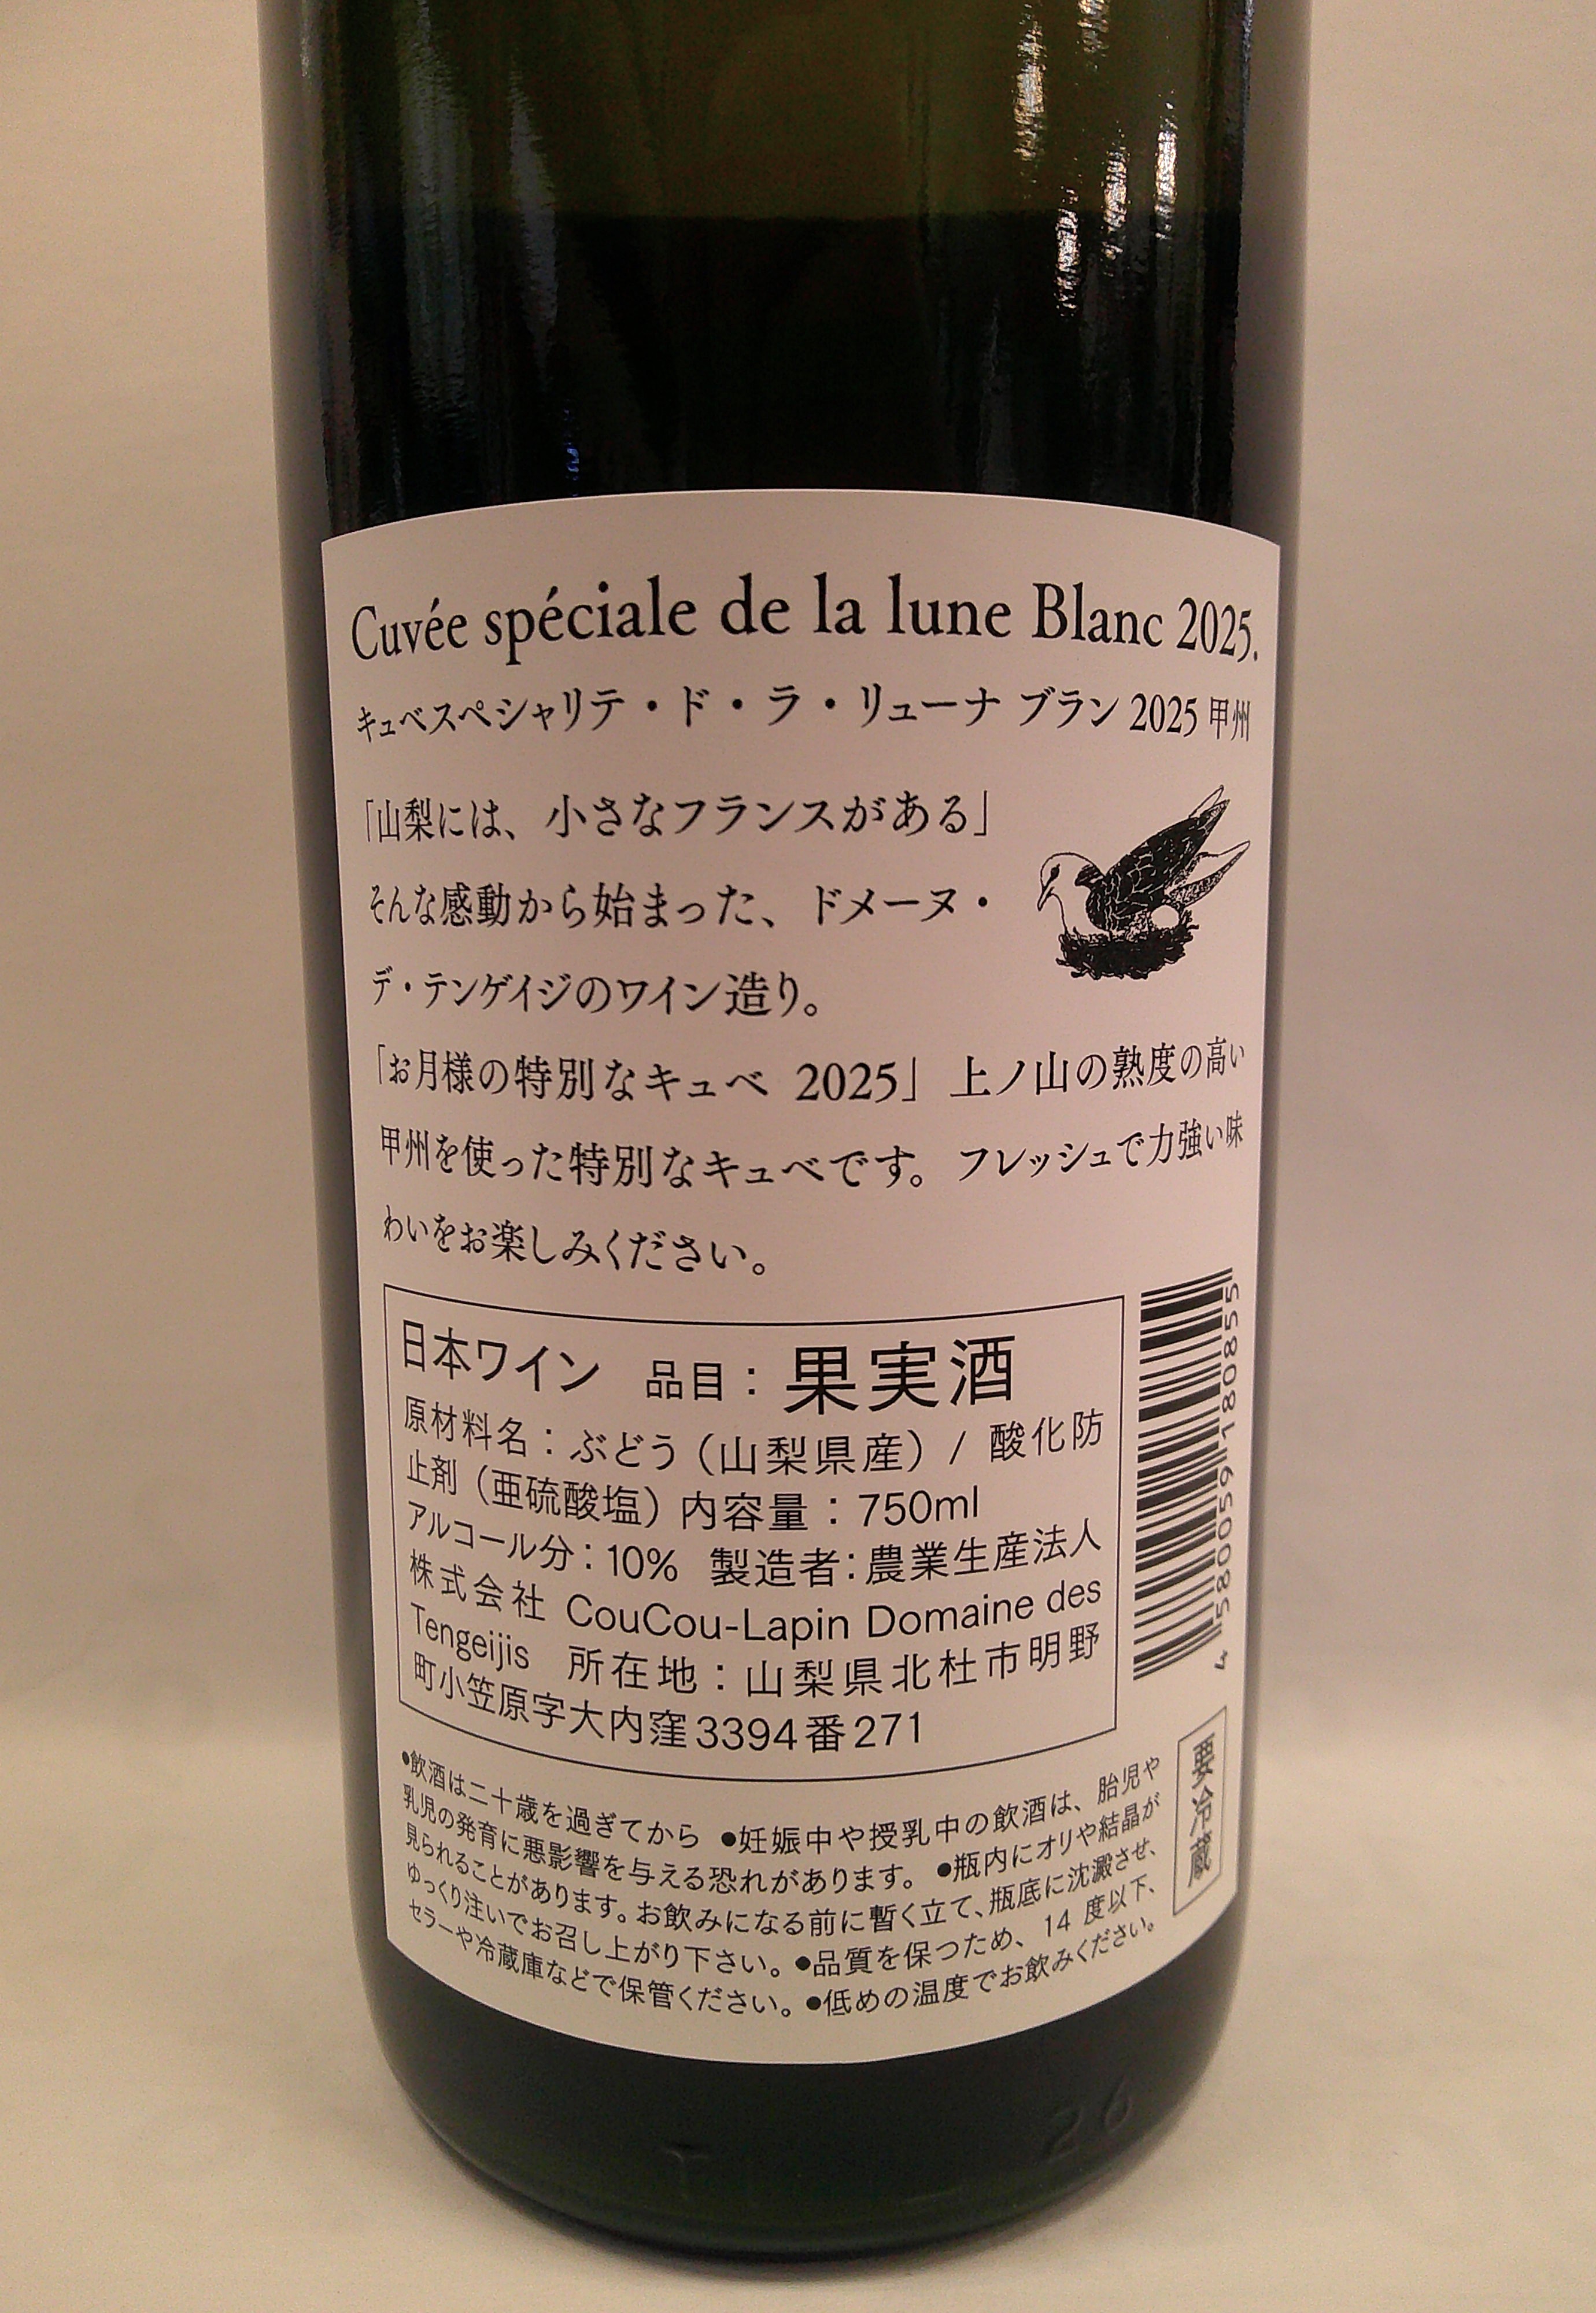 Cuvée spéciale de la lune Blanc 2025.
キュベスペシャリテ・ド・ラ・リューナ ブラン 2025 甲州
「山梨には、小さなフランスがある」
そんな感動から始まった、ドメーヌ・
デ・テンゲイジのワイン造り。
「お月様の特別なキュベ 2025」上ノ山の熟度の高い
甲州を使った特別なキュベです。フレッシュで力強い味
わいをお楽しみください。
日本ワイン 品目：果実酒
原材料名：ぶどう（山梨県産）/ 酸化防
止剤（亜硫酸塩）内容量：750ml
アルコール分：10% 製造者：農業生産法人
株式会社 CouCou-Lapin Domaine des
Tengeijis 所在地：山梨県北杜市明野
町小笠原字大内窪3394番271
4 580059 180855
●飲酒は二十歳を過ぎてから ●妊娠中や授乳中の飲酒は、胎児や
乳児の発育に悪影響を与える恐れがあります。●瓶内にオリや結晶が
見られることがあります。お飲みになる前に暫く立て、瓶底に沈澱させ、
ゆっくり注いでお召し上がり下さい。●品質を保つため、14 度以下、
セラーや冷蔵庫などで保管ください。●低めの温度でお飲みください。
要冷蔵
26